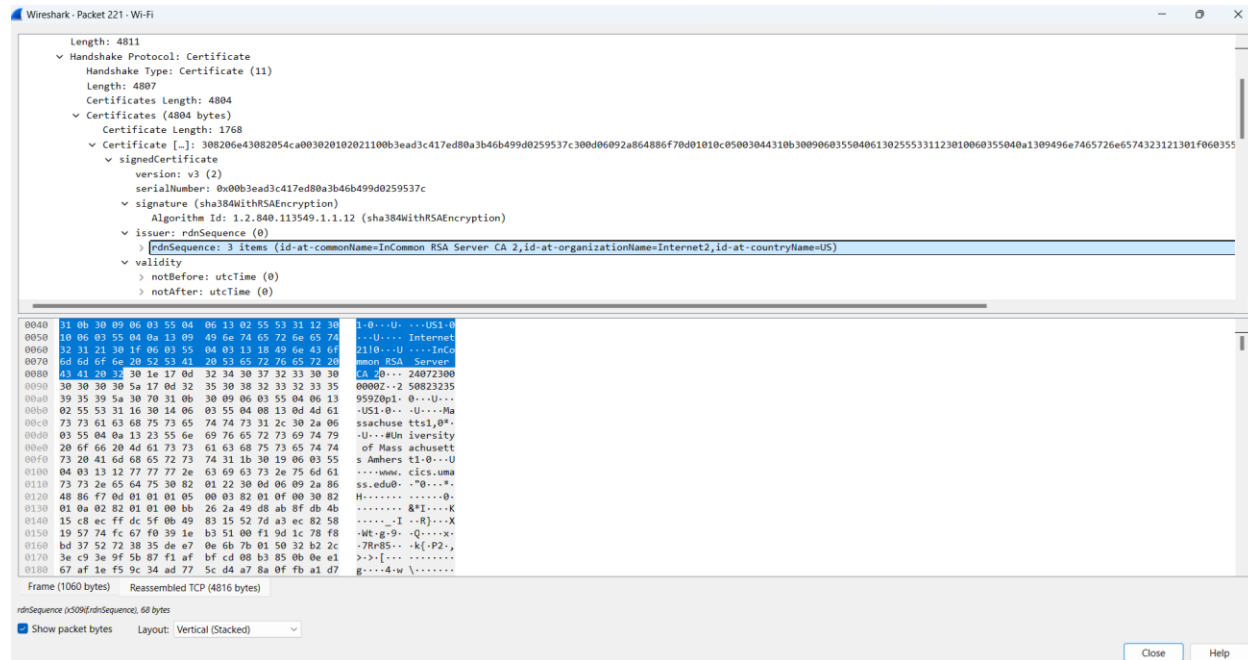 Wireshark · Packet 221 · Wi-Fi
Length: 4811
Handshake Protocol: Certificate
Handshake Type: Certificate (11)
Length: 4807
Certificates Length: 4804
Certificates (4804 bytes)
Certificate Length: 1768
Certificate […]: 308206e43082054ca003020102021100b3ead3c417ed80a3b46b499d0259537c300d06092a864886f70d01010c05003044310b300906035504061302555331123010060355040a1309496e7465726e6574323121301f060355
signedCertificate
version: v3 (2)
serialNumber: 0x00b3ead3c417ed80a3b46b499d0259537c
signature (sha384WithRSAEncryption)
Algorithm Id: 1.2.840.113549.1.1.12 (sha384WithRSAEncryption)
issuer: rdnSequence (0)
rdnSequence: 3 items (id-at-commonName=InCommon RSA Server CA 2,id-at-organizationName=Internet2,id-at-countryName=US)
validity
notBefore: utcTime (0)
notAfter: utcTime (0)
0040 31 0b 30 09 06 03 55 04 06 13 02 55 53 31 12 30 1·0···U· ···US1·0
0050 10 06 03 55 04 0a 13 09 49 6e 74 65 72 6e 65 74 ···U···· Internet
0060 32 31 21 30 1f 06 03 55 04 03 13 18 49 6e 43 6f 21!0···U ····InCo
0070 6d 6d 6f 6e 20 52 53 41 20 53 65 72 76 65 72 20 mmon RSA Server
0080 43 41 20 32 30 1e 17 0d 32 34 30 37 32 33 30 30 CA 20··· 24072300
0090 30 30 30 30 5a 17 0d 32 35 30 38 32 33 32 33 35 0000Z··2 50823235
00a0 39 35 39 5a 30 70 31 0b 30 09 06 03 55 04 06 13 959Z0p1· 0···U···
00b0 02 55 53 31 16 30 14 06 03 55 04 08 13 0d 4d 61 ·US1·0·· ·U····Ma
00c0 73 73 61 63 68 75 73 65 74 74 73 31 2c 30 2a 06 ssachuse tts1,0*·
00d0 03 55 04 0a 13 23 55 6e 69 76 65 72 73 69 74 79 ·U···#Un iversity
00e0 20 6f 66 20 4d 61 73 73 61 63 68 75 73 65 74 74 of Mass achusett
00f0 73 20 41 6d 68 65 72 73 74 31 1b 30 19 06 03 55 s Amhers t1·0···U
0100 04 03 13 12 77 77 77 2e 63 69 63 73 2e 75 6d 61 ····www. cics.uma
0110 73 73 2e 65 64 75 30 82 01 22 30 0d 06 09 2a 86 ss.edu0· ·"0···*·
0120 48 86 f7 0d 01 01 01 05 00 03 82 01 0f 00 30 82 H······· ······0·
0130 01 0a 02 82 01 01 00 bb 26 2a 49 d8 ab 8f db 4b ········ &*I····K
0140 15 c8 ec ff dc 5f 0b 49 83 15 52 7d a3 ec 82 58 ·····_·I ··R}···X
0150 19 57 74 fc 67 f0 39 1e b3 51 00 f1 9d 1c 78 f8 ·Wt·g·9· ·Q····x·
0160 bd 37 52 72 38 35 de e7 0e 6b 7b 01 50 32 b2 2c ·7Rr85·· ·k{·P2·,
0170 3e c9 3e 9f 5b 87 f1 af bf cd 08 b3 85 0b 0e e1 >·>·[··· ········
0180 67 af 1e f5 9c 34 ad 77 5c d4 a7 8a 0f fb a1 d7 g····4·w \·······
Frame (1060 bytes) Reassembled TCP (4816 bytes)
rdnSequence (x509if.rdnSequence), 68 bytes
Show packet bytes Layout: Vertical (Stacked)
Close Help